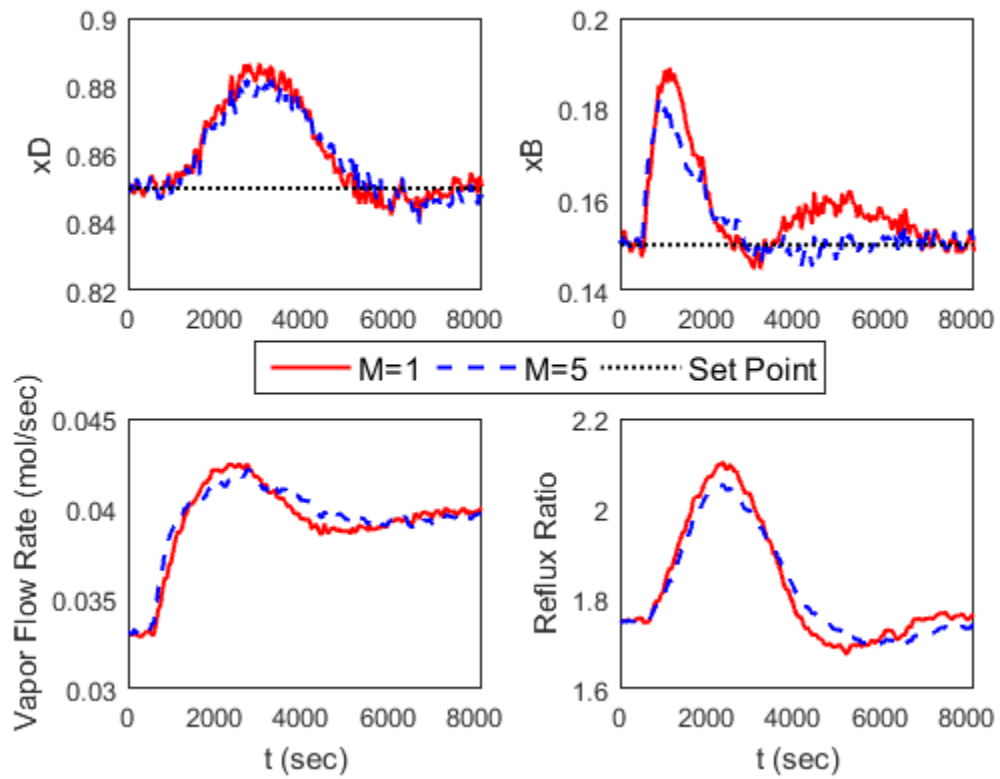 0.9
0.88
0.86
0.84
0.82
xD
0 2000 4000 6000 8000
0.2
0.18
0.16
0.14
xB
0 2000 4000 6000 8000
M=1 M=5 Set Point
0.045
0.04
0.035
0.03
Vapor Flow Rate (mol/sec)
0 2000 4000 6000 8000
t (sec)
2.2
2
1.8
1.6
Reflux Ratio
0 2000 4000 6000 8000
t (sec)